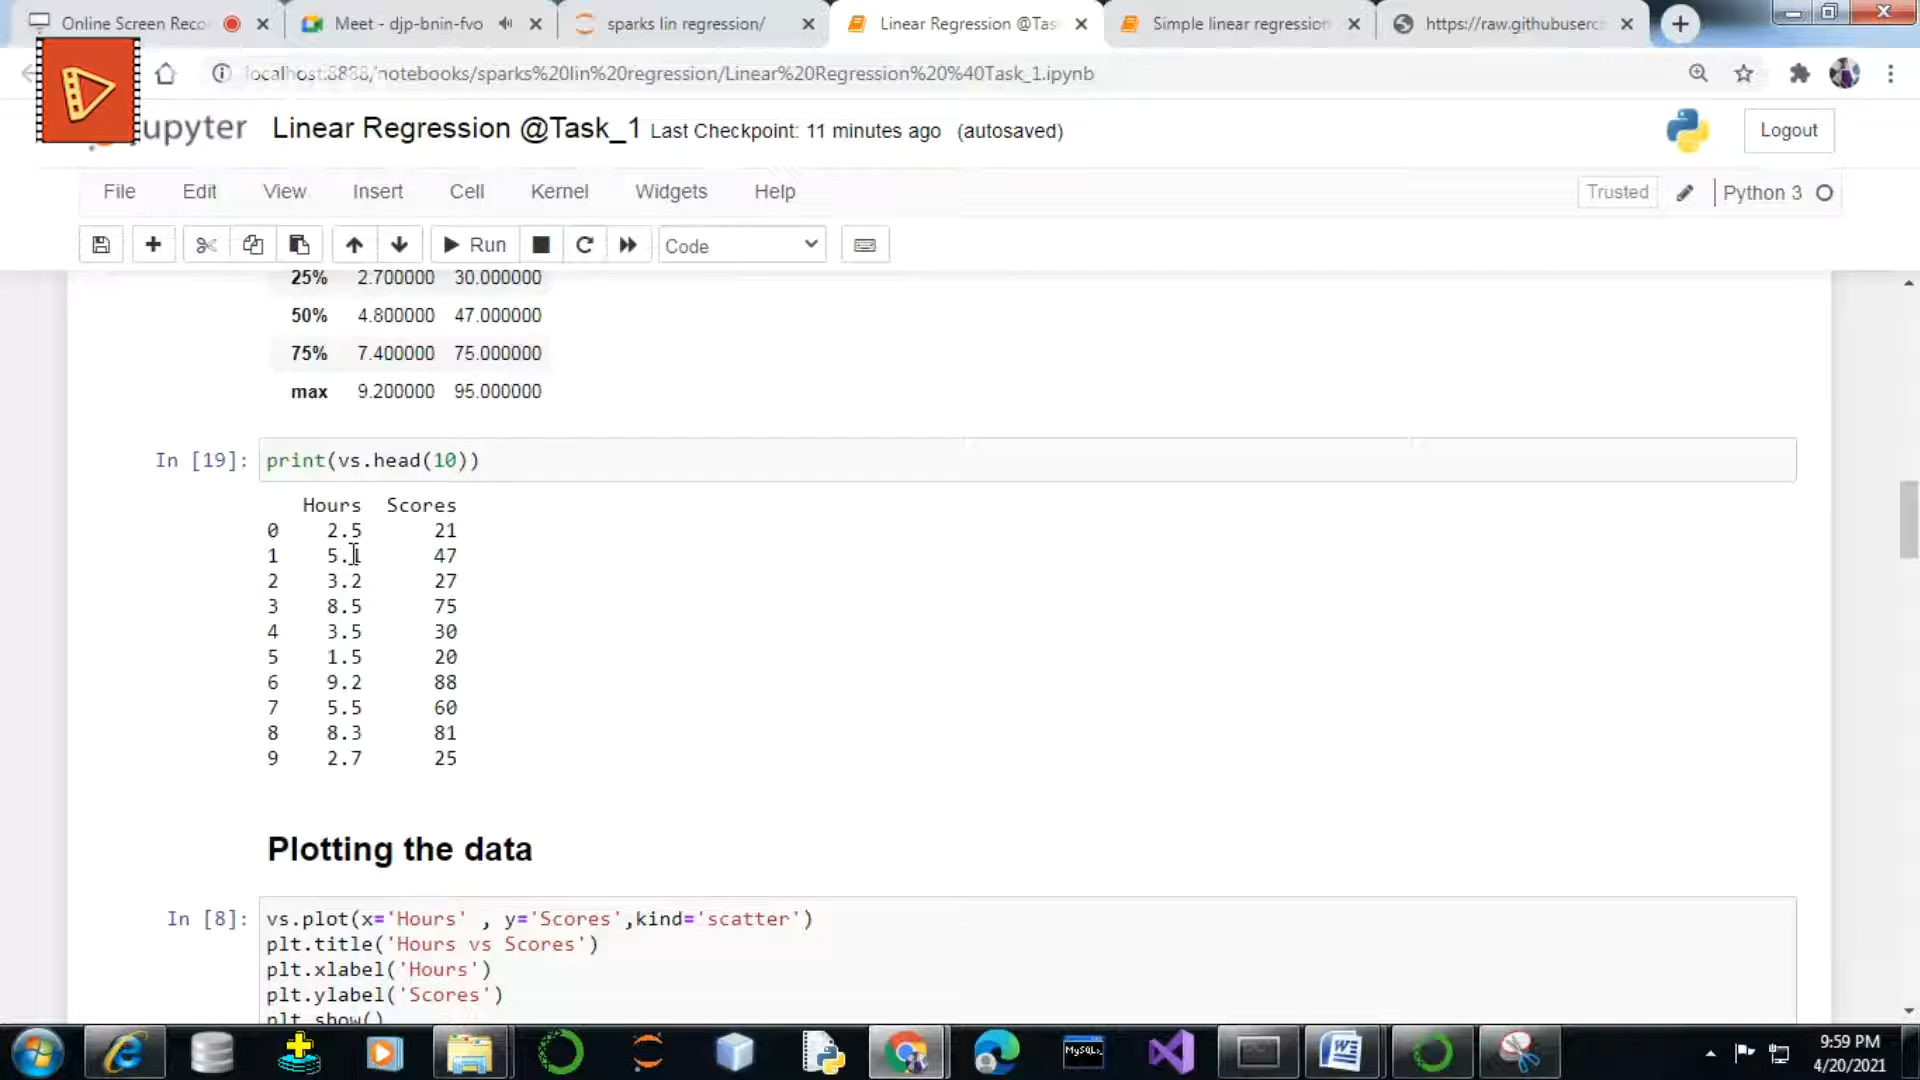 Online Screen Reco
Meet - djp-bnin-fvo
sparks lin regression/
Linear Regression @Tas
Simple linear regression
https://raw.githubuserco
localhost:8888/notebooks/sparks%20lin%20regression/Linear%20Regression%20%40Task_1.ipynb
upyter
Linear Regression @Task_1 Last Checkpoint: 11 minutes ago (autosaved)
Logout
File Edit View Insert Cell Kernel Widgets Help
Trusted
Python 3
Run
Code
25% 2.700000 30.000000
50% 4.800000 47.000000
75% 7.400000 75.000000
max 9.200000 95.000000
In [19]: print(vs.head(10))
Hours Scores
0 2.5 21
1 5.1 47
2 3.2 27
3 8.5 75
4 3.5 30
5 1.5 20
6 9.2 88
7 5.5 60
8 8.3 81
9 2.7 25
Plotting the data
In [8]: vs.plot(x='Hours' , y='Scores',kind='scatter')
plt.title('Hours vs Scores')
plt.xlabel('Hours')
plt.ylabel('Scores')
plt.show()
MySQL
9:59 PM
4/20/2021